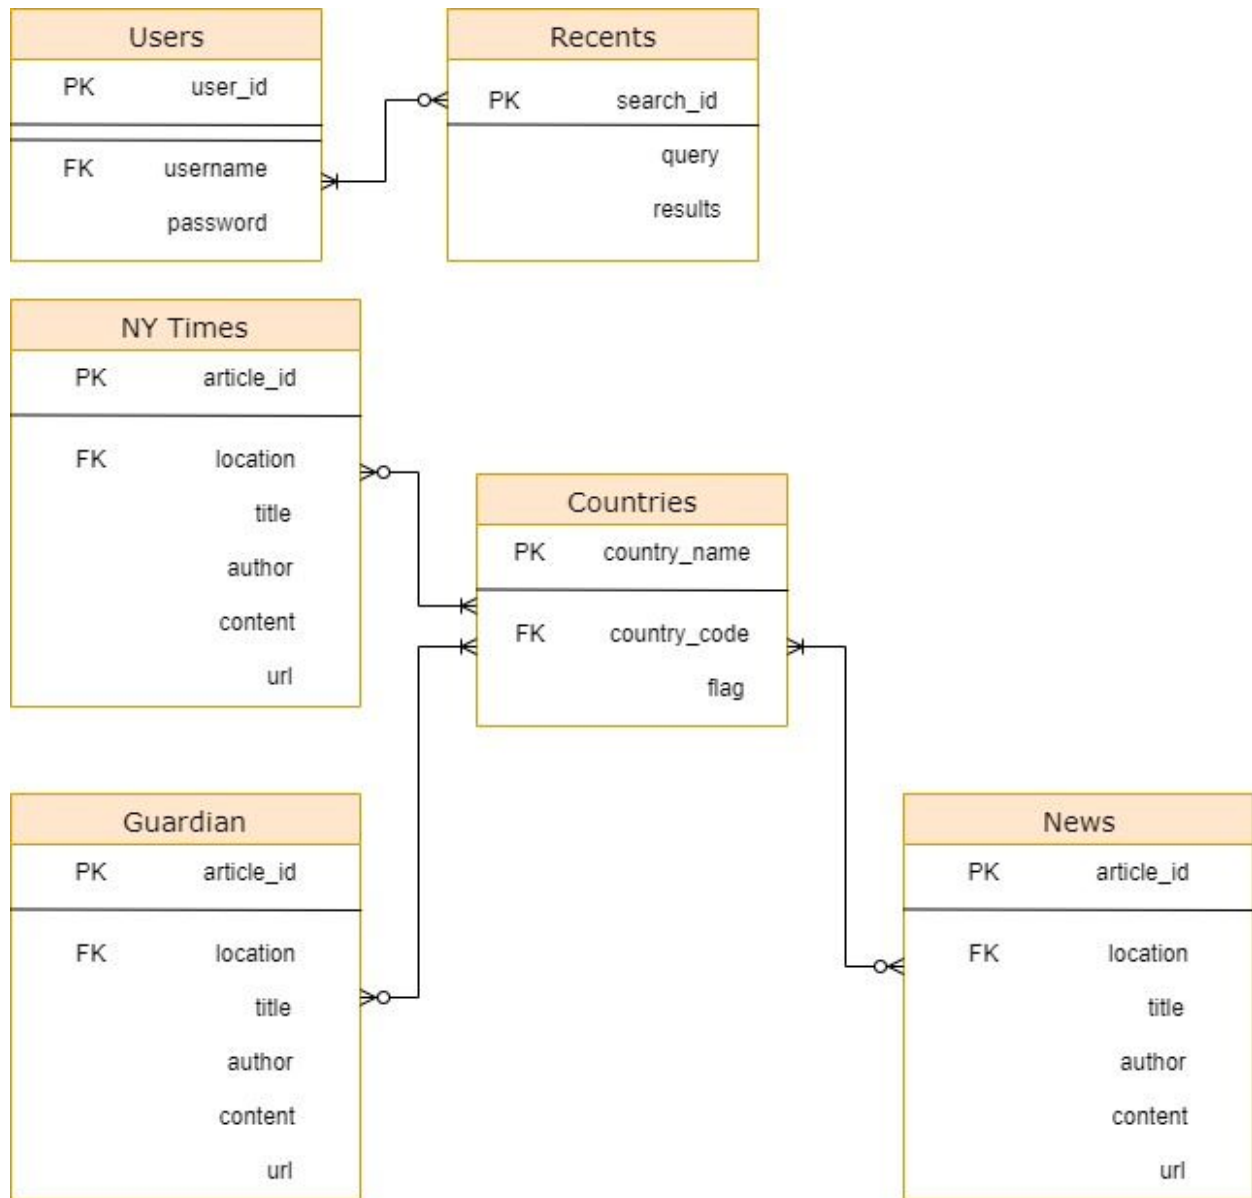 Users
PK user_id
FK username
password
Recents
PK search_id
query
results
NY Times
PK article_id
FK location
title
author
content
url
Countries
PK country_name
FK country_code
flag
Guardian
PK article_id
FK location
title
author
content
url
News
PK article_id
FK location
title
author
content
url